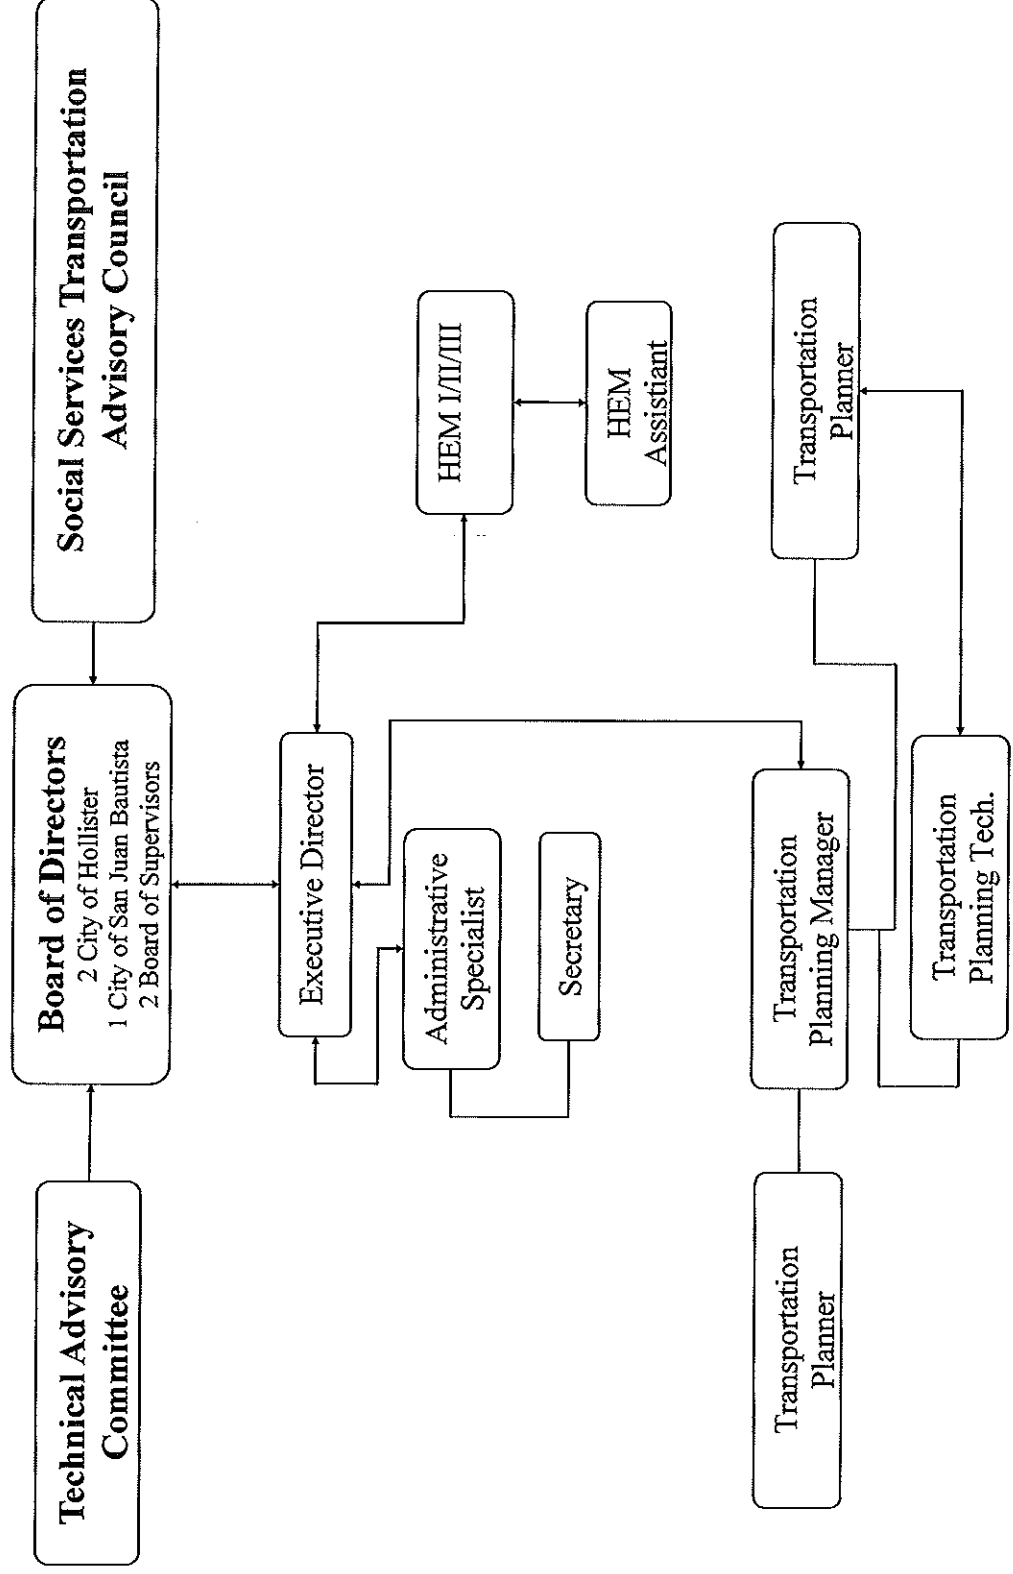 Technical Advisory
Committee
Board of Directors
2 City of Hollister
1 City of San Juan Bautista
2 Board of Supervisors
Social Services Transportation
Advisory Council
Executive Director
Administrative
Specialist
Secretary
HEM I/II/III
HEM
Assistiant
Transportation
Planner
Transportation
Planning Manager
Transportation
Planner
Transportation
Planning Tech.